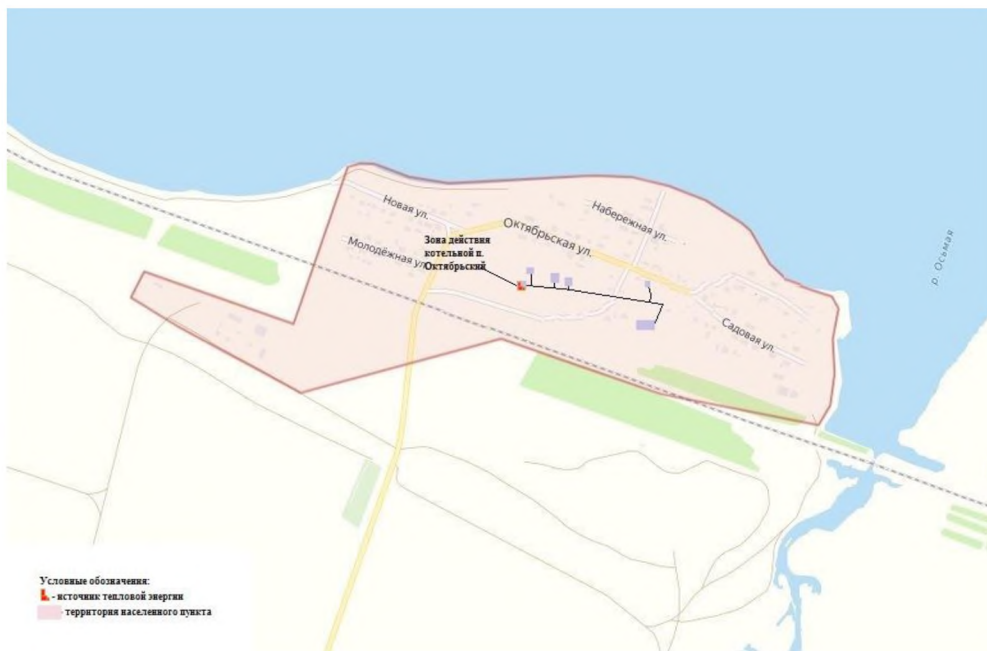 Новая ул.
Набережная ул.
Октябрьская ул.
Молодёжная ул.
Зона действия
котельной п.
Октябрьский
р. Осьмая
Садовая ул.
Условные обозначения:
- источник тепловой энергии
- территория населенного пункта